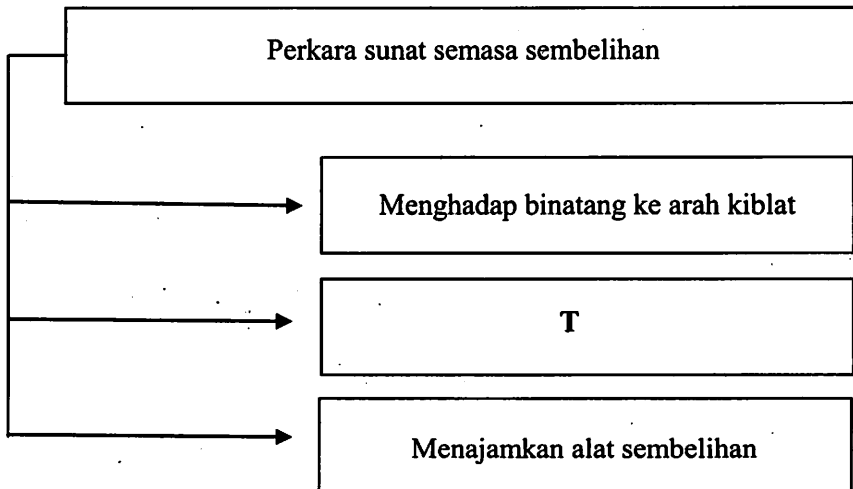 Perkara sunat semasa sembelihan
Menghadap binatang ke arah kiblat
T
Menajamkan alat sembelihan